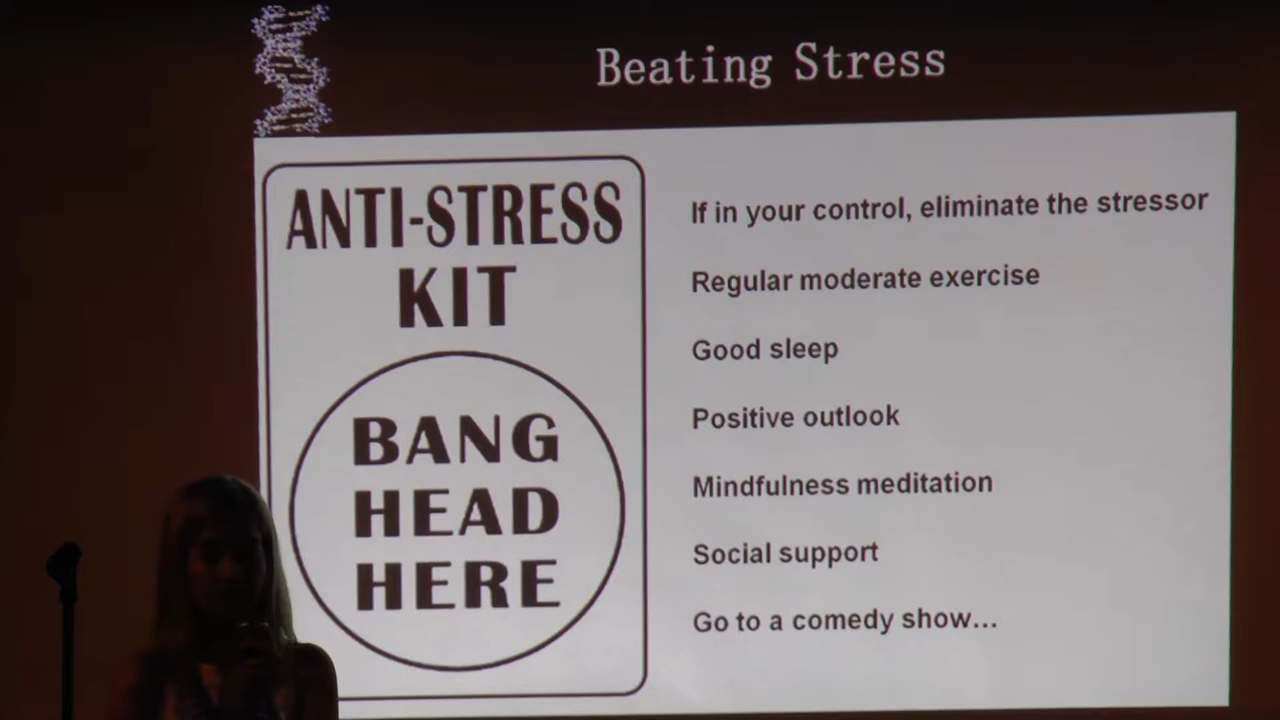 Beating Stress
ANTI-STRESS
KIT
BANG
HEAD
HERE
If in your control, eliminate the stressor
Regular moderate exercise
Good sleep
Positive outlook
Mindfulness meditation
Social support
Go to a comedy show...